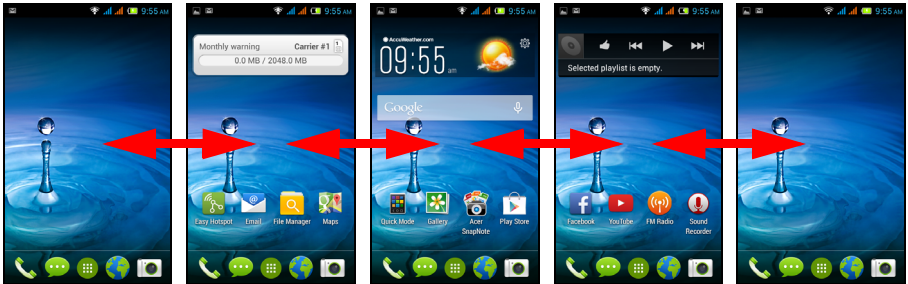 9:55 AM
9:55 AM
Monthly warning Carrier #1 1
0.0 MB / 2048.0 MB
Easy Hotspot Email File Manager Maps
9:55 AM
AccuWeather.com
09:55 am
Google
Quick Mode Gallery Acer SnapNote Play Store
9:55 AM
Selected playlist is empty.
Facebook YouTube FM Radio Sound Recorder
9:55 AM